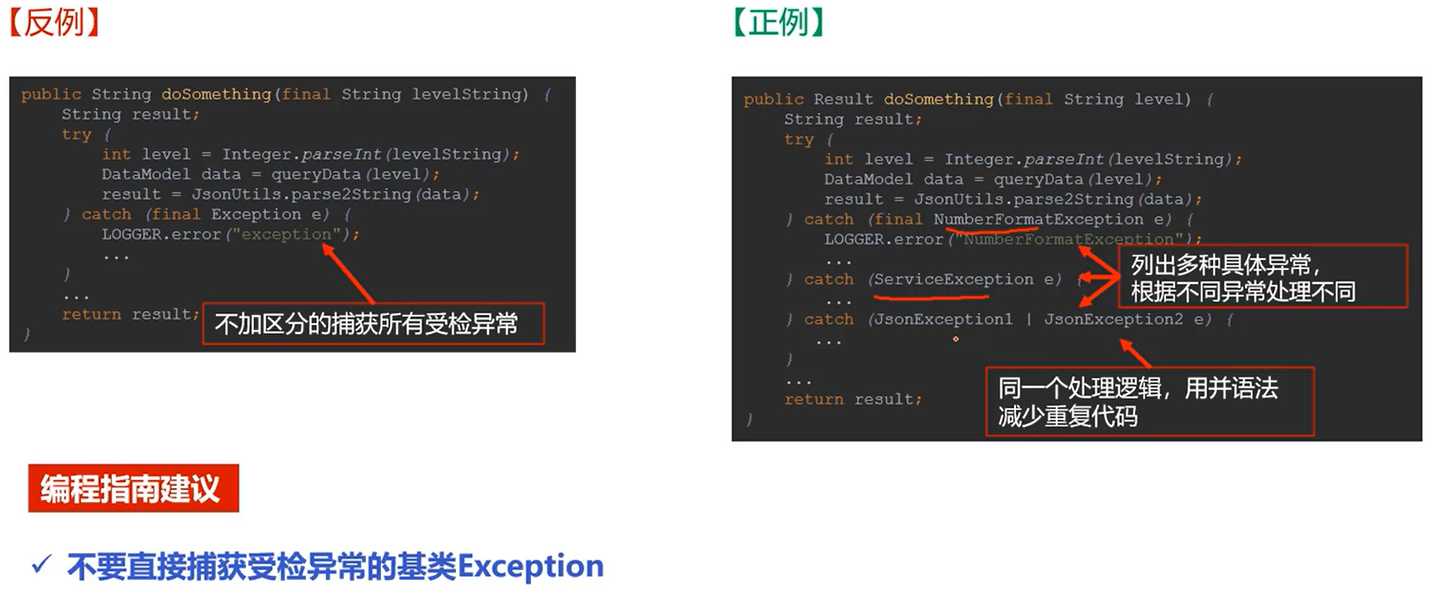 【反例】
public String doSomething(final String levelString) {
String result;
try {
int level = Integer.parseInt(levelString);
DataModel data = queryData(level);
result = JsonUtils.parse2String(data);
} catch (final Exception e) {
LOGGER.error("exception");
...
}
...
return result;
}
不加区分的捕获所有受检异常
【正例】
public Result doSomething(final String level) {
String result;
try {
int level = Integer.parseInt(levelString);
DataModel data = queryData(level);
result = JsonUtils.parse2String(data);
} catch (final NumberFormatException e) {
LOGGER.error("NumberFormatException");
...
} catch (ServiceException e) {
...
} catch (JsonException1 | JsonException2 e) {
...
}
...
return result;
}
列出多种具体异常，
根据不同异常处理不同
同一个处理逻辑，用并语法
减少重复代码
编程指南建议
✓ 不要直接捕获受检异常的基类Exception